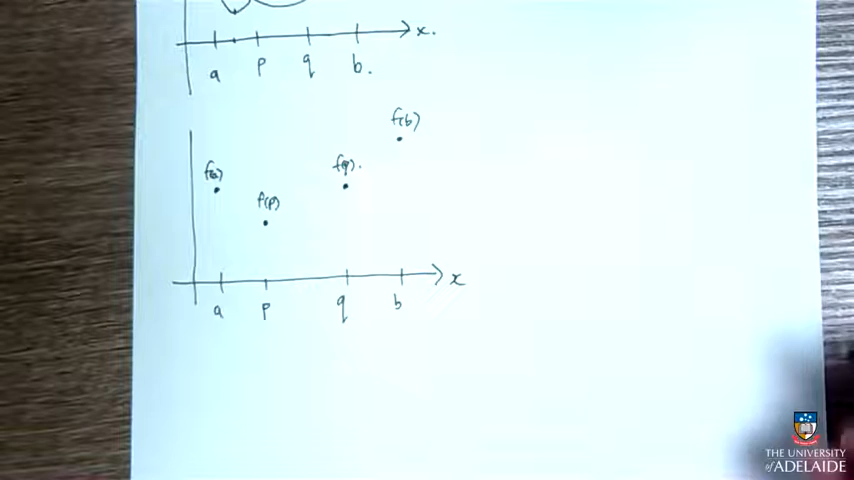 x.
a p q b.
f(b)
f(a) f(p) f(q).
x
a p q b
THE UNIVERSITY
of ADELAIDE